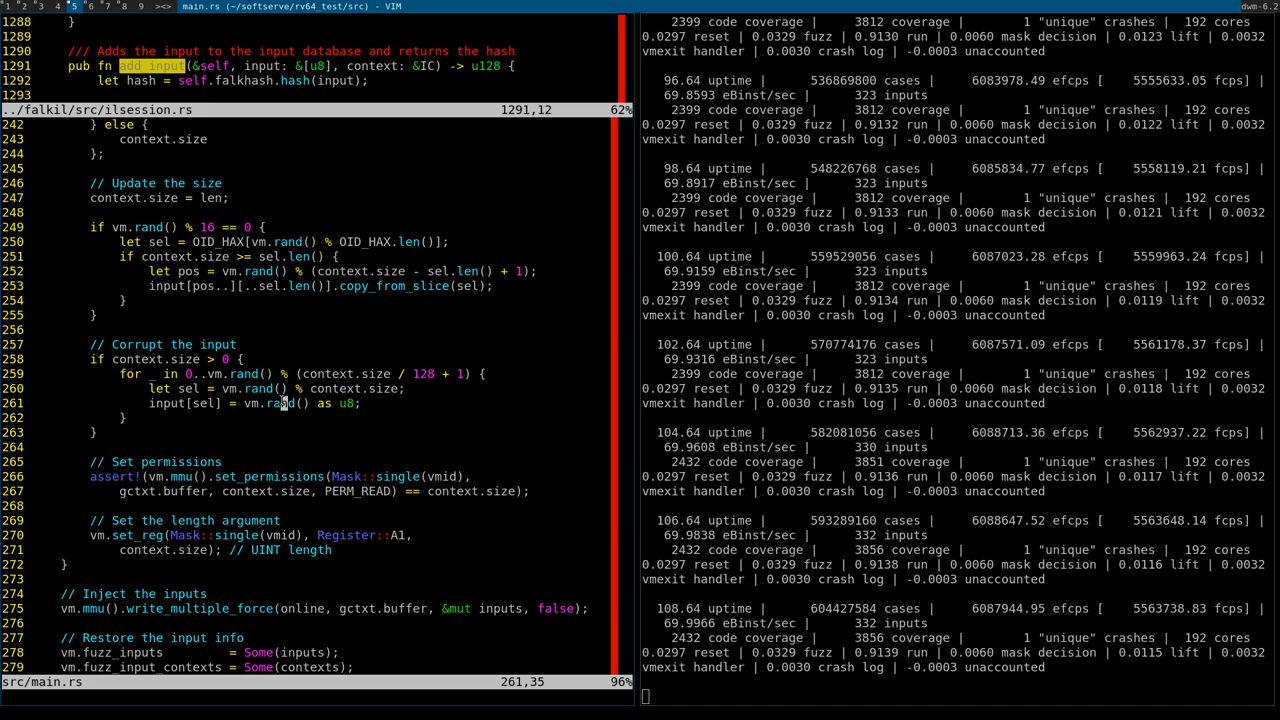 1 2 3 4 5 6 7 8 9 ><> main.rs (~/softserve/rv64_test/src) - VIM dwm-6.2
1288 }
1289
1290 /// Adds the input to the input database and returns the hash
1291 pub fn add_input(&self, input: &[u8], context: &IC) -> u128 {
1292 let hash = self.falkhash.hash(input);
1293
../falkil/src/ilsession.rs 1291,12 62%
242 } else {
243 context.size
244 };
245
246 // Update the size
247 context.size = len;
248
249 if vm.rand() % 16 == 0 {
250 let sel = OID_HAX[vm.rand() % OID_HAX.len()];
251 if context.size >= sel.len() {
252 let pos = vm.rand() % (context.size - sel.len() + 1);
253 input[pos..][..sel.len()].copy_from_slice(sel);
254 }
255 }
256
257 // Corrupt the input
258 if context.size > 0 {
259 for _ in 0..vm.rand() % (context.size / 128 + 1) {
260 let sel = vm.rand() % context.size;
261 input[sel] = vm.rand() as u8;
262 }
263 }
264
265 // Set permissions
266 assert!(vm.mmu().set_permissions(Mask::single(vmid),
267 gctxt.buffer, context.size, PERM_READ) == context.size);
268
269 // Set the length argument
270 vm.set_reg(Mask::single(vmid), Register::A1,
271 context.size); // UINT length
272 }
273
274 // Inject the inputs
275 vm.mmu().write_multiple_force(online, gctxt.buffer, &mut inputs, false);
276
277 // Restore the input info
278 vm.fuzz_inputs = Some(inputs);
279 vm.fuzz_input_contexts = Some(contexts);
src/main.rs 261,35 96%
2399 code coverage | 3812 coverage | 1 "unique" crashes | 192 cores
0.0297 reset | 0.0329 fuzz | 0.9130 run | 0.0060 mask decision | 0.0123 lift | 0.0032
vmexit handler | 0.0030 crash log | -0.0003 unaccounted
96.64 uptime | 536869800 cases | 6083978.49 efcps [ 5555633.05 fcps] |
69.8593 eBinst/sec | 323 inputs
2399 code coverage | 3812 coverage | 1 "unique" crashes | 192 cores
0.0297 reset | 0.0329 fuzz | 0.9132 run | 0.0060 mask decision | 0.0122 lift | 0.0032
vmexit handler | 0.0030 crash log | -0.0003 unaccounted
98.64 uptime | 548226768 cases | 6085834.77 efcps [ 5558119.21 fcps] |
69.8917 eBinst/sec | 323 inputs
2399 code coverage | 3812 coverage | 1 "unique" crashes | 192 cores
0.0297 reset | 0.0329 fuzz | 0.9133 run | 0.0060 mask decision | 0.0121 lift | 0.0032
vmexit handler | 0.0030 crash log | -0.0003 unaccounted
100.64 uptime | 559529056 cases | 6087023.28 efcps [ 5559963.24 fcps] |
69.9159 eBinst/sec | 323 inputs
2399 code coverage | 3812 coverage | 1 "unique" crashes | 192 cores
0.0297 reset | 0.0329 fuzz | 0.9134 run | 0.0060 mask decision | 0.0119 lift | 0.0032
vmexit handler | 0.0030 crash log | -0.0003 unaccounted
102.64 uptime | 570774176 cases | 6087571.09 efcps [ 5561178.37 fcps] |
69.9316 eBinst/sec | 323 inputs
2399 code coverage | 3812 coverage | 1 "unique" crashes | 192 cores
0.0297 reset | 0.0329 fuzz | 0.9135 run | 0.0060 mask decision | 0.0118 lift | 0.0032
vmexit handler | 0.0030 crash log | -0.0003 unaccounted
104.64 uptime | 582081056 cases | 6088713.36 efcps [ 5562937.22 fcps] |
69.9608 eBinst/sec | 330 inputs
2432 code coverage | 3851 coverage | 1 "unique" crashes | 192 cores
0.0297 reset | 0.0329 fuzz | 0.9136 run | 0.0060 mask decision | 0.0117 lift | 0.0032
vmexit handler | 0.0030 crash log | -0.0003 unaccounted
106.64 uptime | 593289160 cases | 6088647.52 efcps [ 5563648.14 fcps] |
69.9838 eBinst/sec | 332 inputs
2432 code coverage | 3856 coverage | 1 "unique" crashes | 192 cores
0.0297 reset | 0.0329 fuzz | 0.9138 run | 0.0060 mask decision | 0.0116 lift | 0.0032
vmexit handler | 0.0030 crash log | -0.0003 unaccounted
108.64 uptime | 604427584 cases | 6087944.95 efcps [ 5563738.83 fcps] |
69.9966 eBinst/sec | 332 inputs
2432 code coverage | 3856 coverage | 1 "unique" crashes | 192 cores
0.0297 reset | 0.0329 fuzz | 0.9139 run | 0.0060 mask decision | 0.0115 lift | 0.0032
vmexit handler | 0.0030 crash log | -0.0003 unaccounted